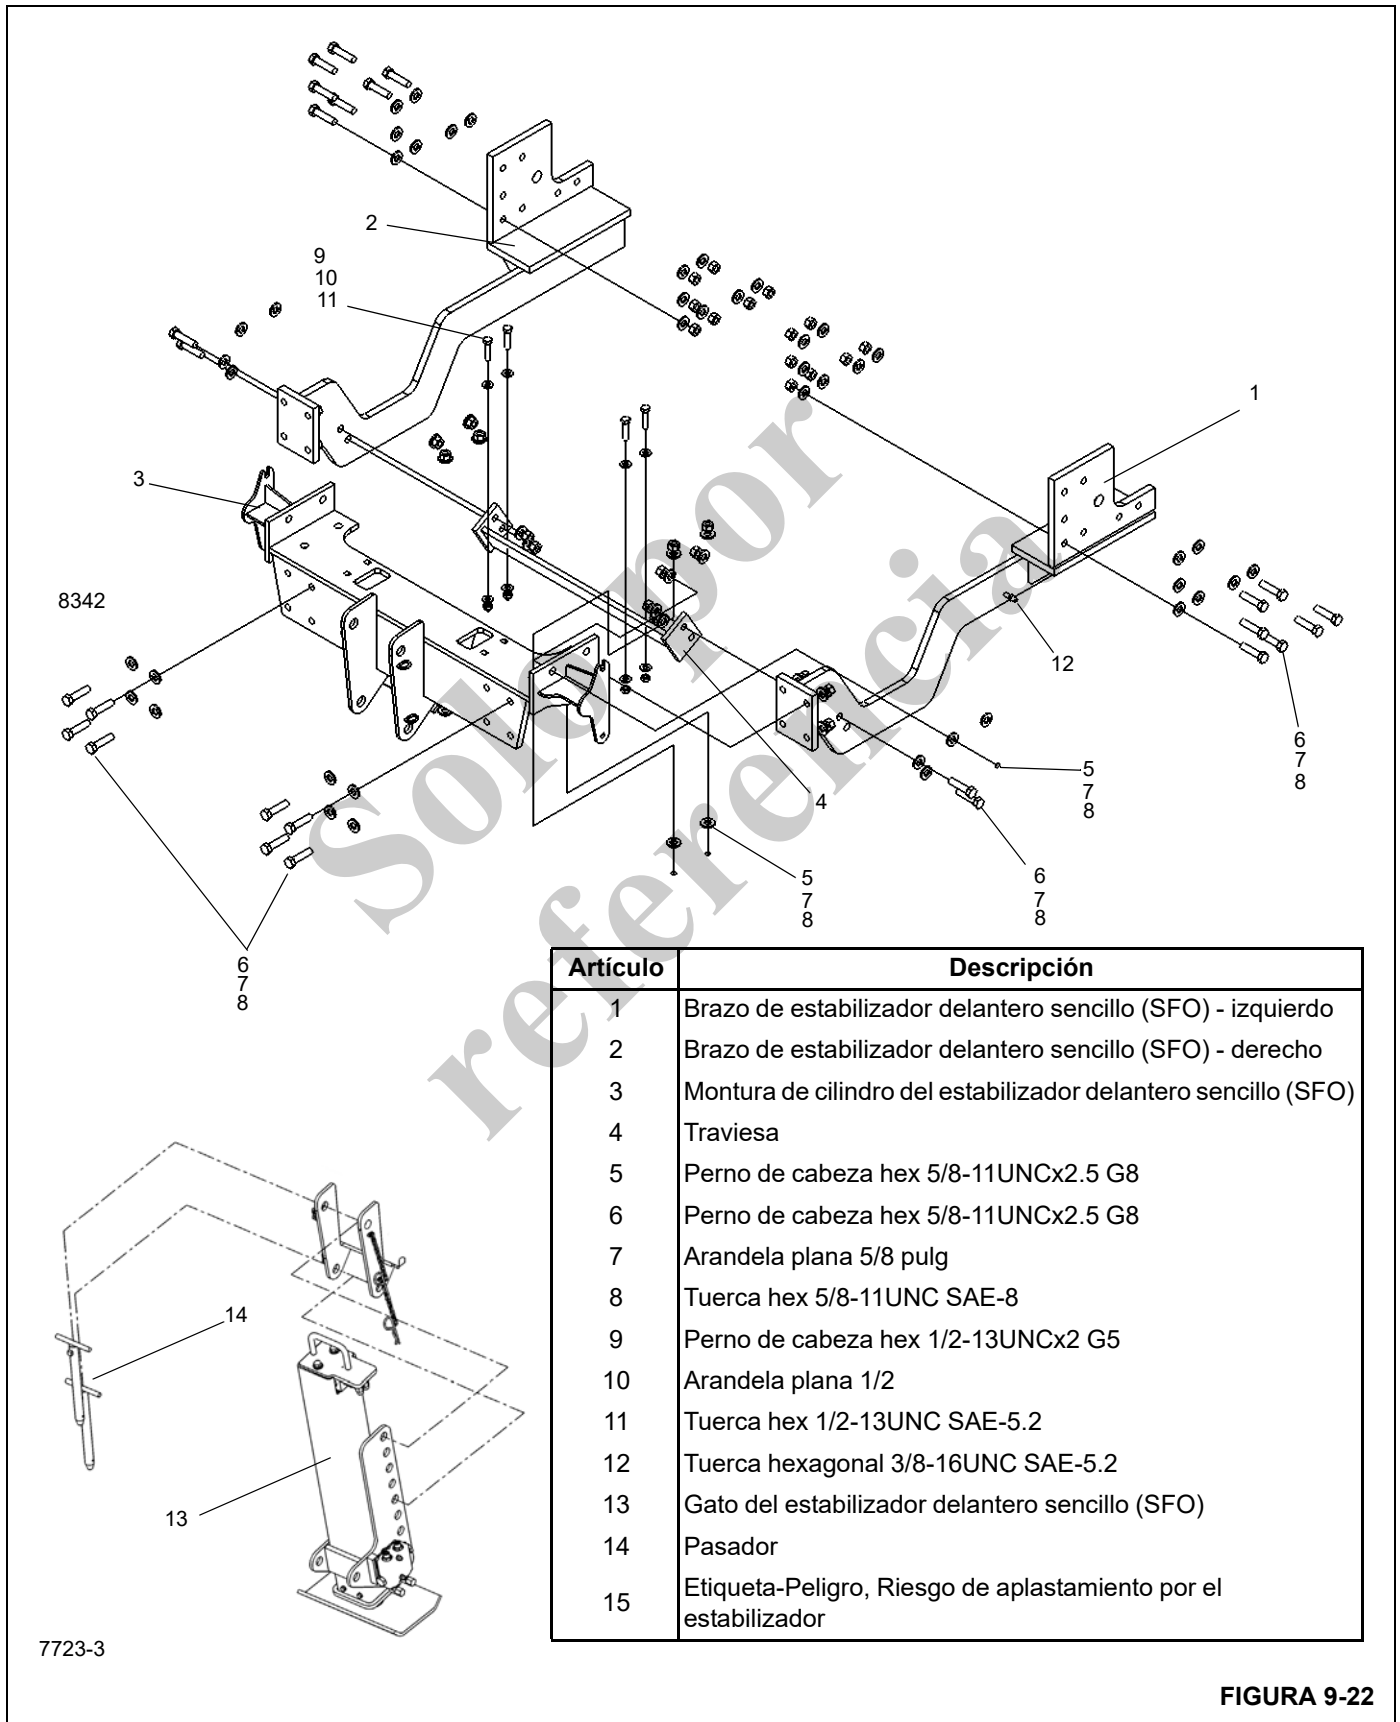 2
9
10
11
1
3
8342
12
4
5
7
8
6
7
8
5
7
8
6
7
8
6
7
8
Solo por
referencia
Artículo Descripción
1 Brazo de estabilizador delantero sencillo (SFO) - izquierdo
2 Brazo de estabilizador delantero sencillo (SFO) - derecho
3 Montura de cilindro del estabilizador delantero sencillo (SFO)
4 Traviesa
5 Perno de cabeza hex 5/8-11UNCx2.5 G8
6 Perno de cabeza hex 5/8-11UNCx2.5 G8
7 Arandela plana 5/8 pulg
8 Tuerca hex 5/8-11UNC SAE-8
9 Perno de cabeza hex 1/2-13UNCx2 G5
10 Arandela plana 1/2
11 Tuerca hex 1/2-13UNC SAE-5.2
12 Tuerca hexagonal 3/8-16UNC SAE-5.2
13 Gato del estabilizador delantero sencillo (SFO)
14 Pasador
15 Etiqueta-Peligro, Riesgo de aplastamiento por el
estabilizador
14
13
7723-3
FIGURA 9-22